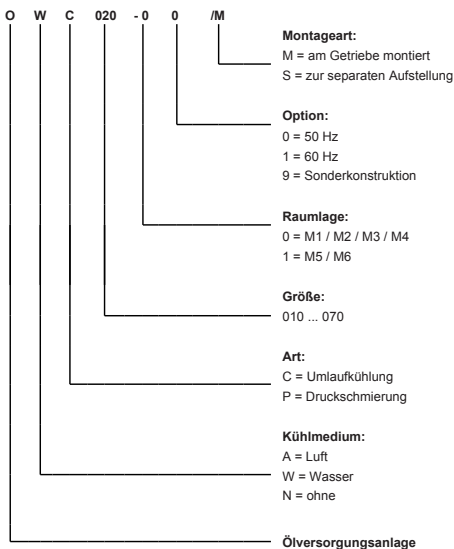 O W C 020 - 0 0 /M
Montageart:
M = am Getriebe montiert
S = zur separaten Aufstellung
Option:
0 = 50 Hz
1 = 60 Hz
9 = Sonderkonstruktion
Raumlage:
0 = M1 / M2 / M3 / M4
1 = M5 / M6
Größe:
010 ... 070
Art:
C = Umlaufkühlung
P = Druckschmierung
Kühlmedium:
A = Luft
W = Wasser
N = ohne
Ölversorgungsanlage